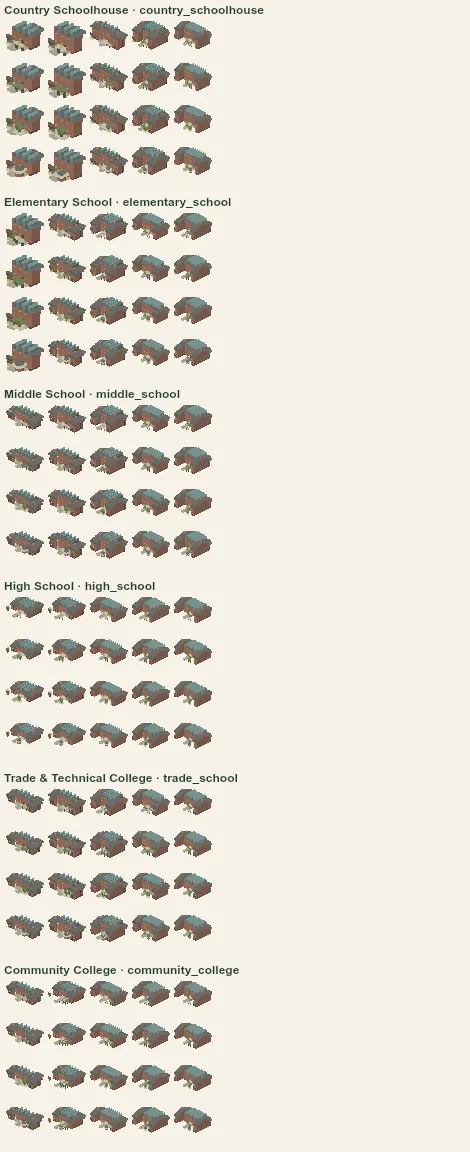 Country Schoolhouse · country_schoolhouse
Elementary School · elementary_school
Middle School · middle_school
High School · high_school
Trade & Technical College · trade_school
Community College · community_college